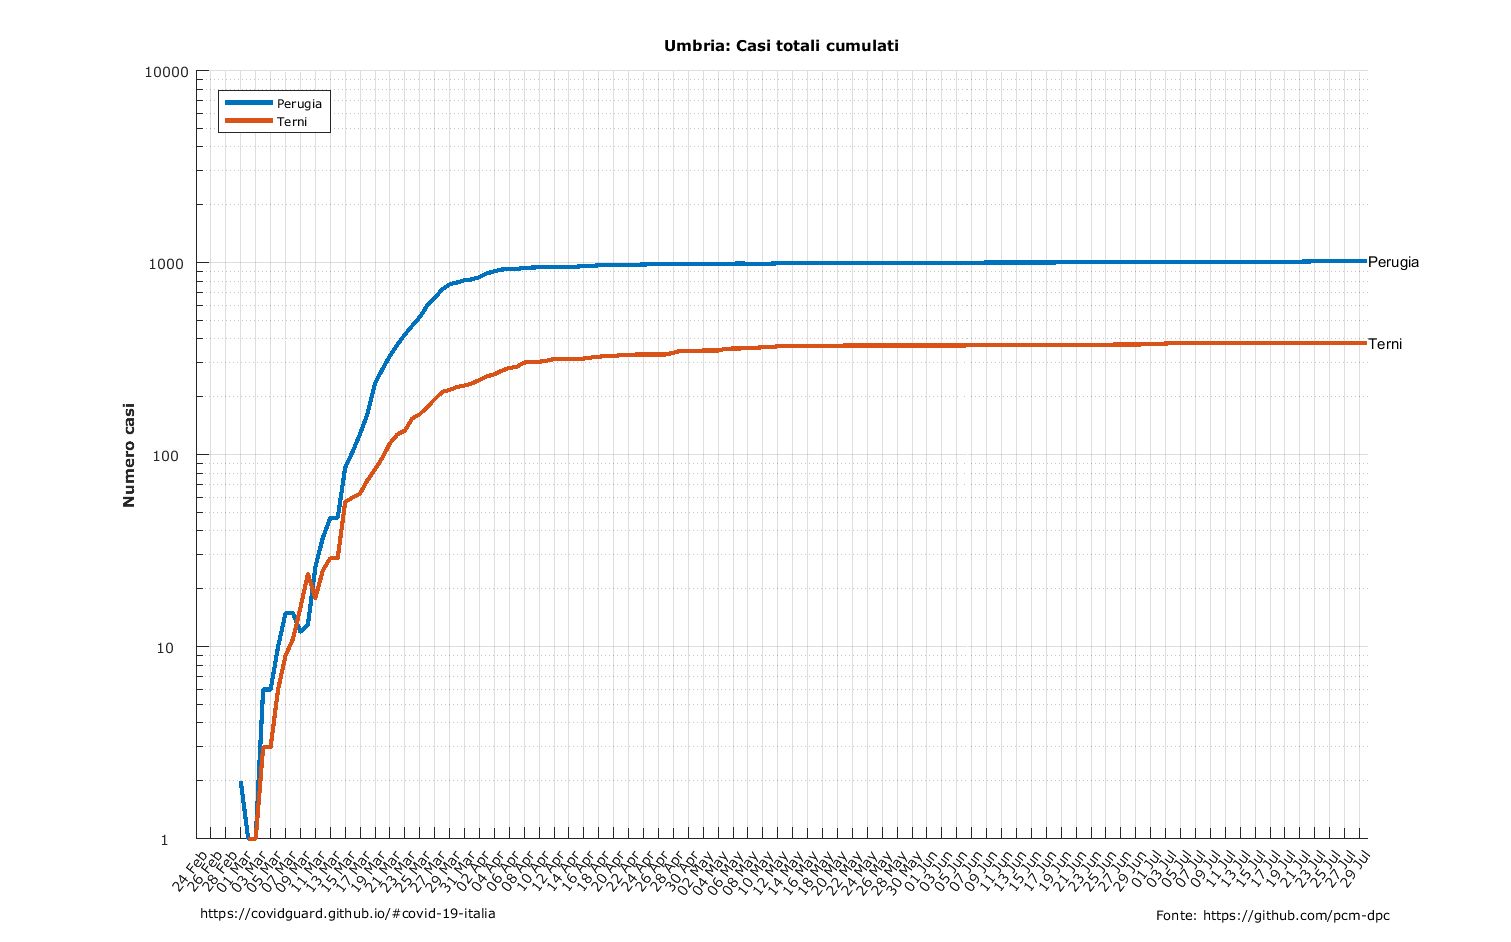 Umbria: Casi totali cumulati
10000
1000
100
10
1
Numero casi
Perugia
Terni
Perugia
Terni
24 Feb
26 Feb
28 Feb
01 Mar
03 Mar
05 Mar
07 Mar
09 Mar
11 Mar
13 Mar
15 Mar
17 Mar
19 Mar
21 Mar
23 Mar
25 Mar
27 Mar
29 Mar
31 Mar
02 Apr
04 Apr
06 Apr
08 Apr
10 Apr
12 Apr
14 Apr
16 Apr
18 Apr
20 Apr
22 Apr
24 Apr
26 Apr
28 Apr
30 Apr
02 May
04 May
06 May
08 May
10 May
12 May
14 May
16 May
18 May
20 May
22 May
24 May
26 May
28 May
30 May
01 Jun
03 Jun
05 Jun
07 Jun
09 Jun
11 Jun
13 Jun
15 Jun
17 Jun
19 Jun
21 Jun
23 Jun
25 Jun
27 Jun
29 Jun
01 Jul
03 Jul
05 Jul
07 Jul
09 Jul
11 Jul
13 Jul
15 Jul
17 Jul
19 Jul
21 Jul
23 Jul
25 Jul
27 Jul
29 Jul
https://covidguard.github.io/#covid-19-italia
Fonte: https://github.com/pcm-dpc